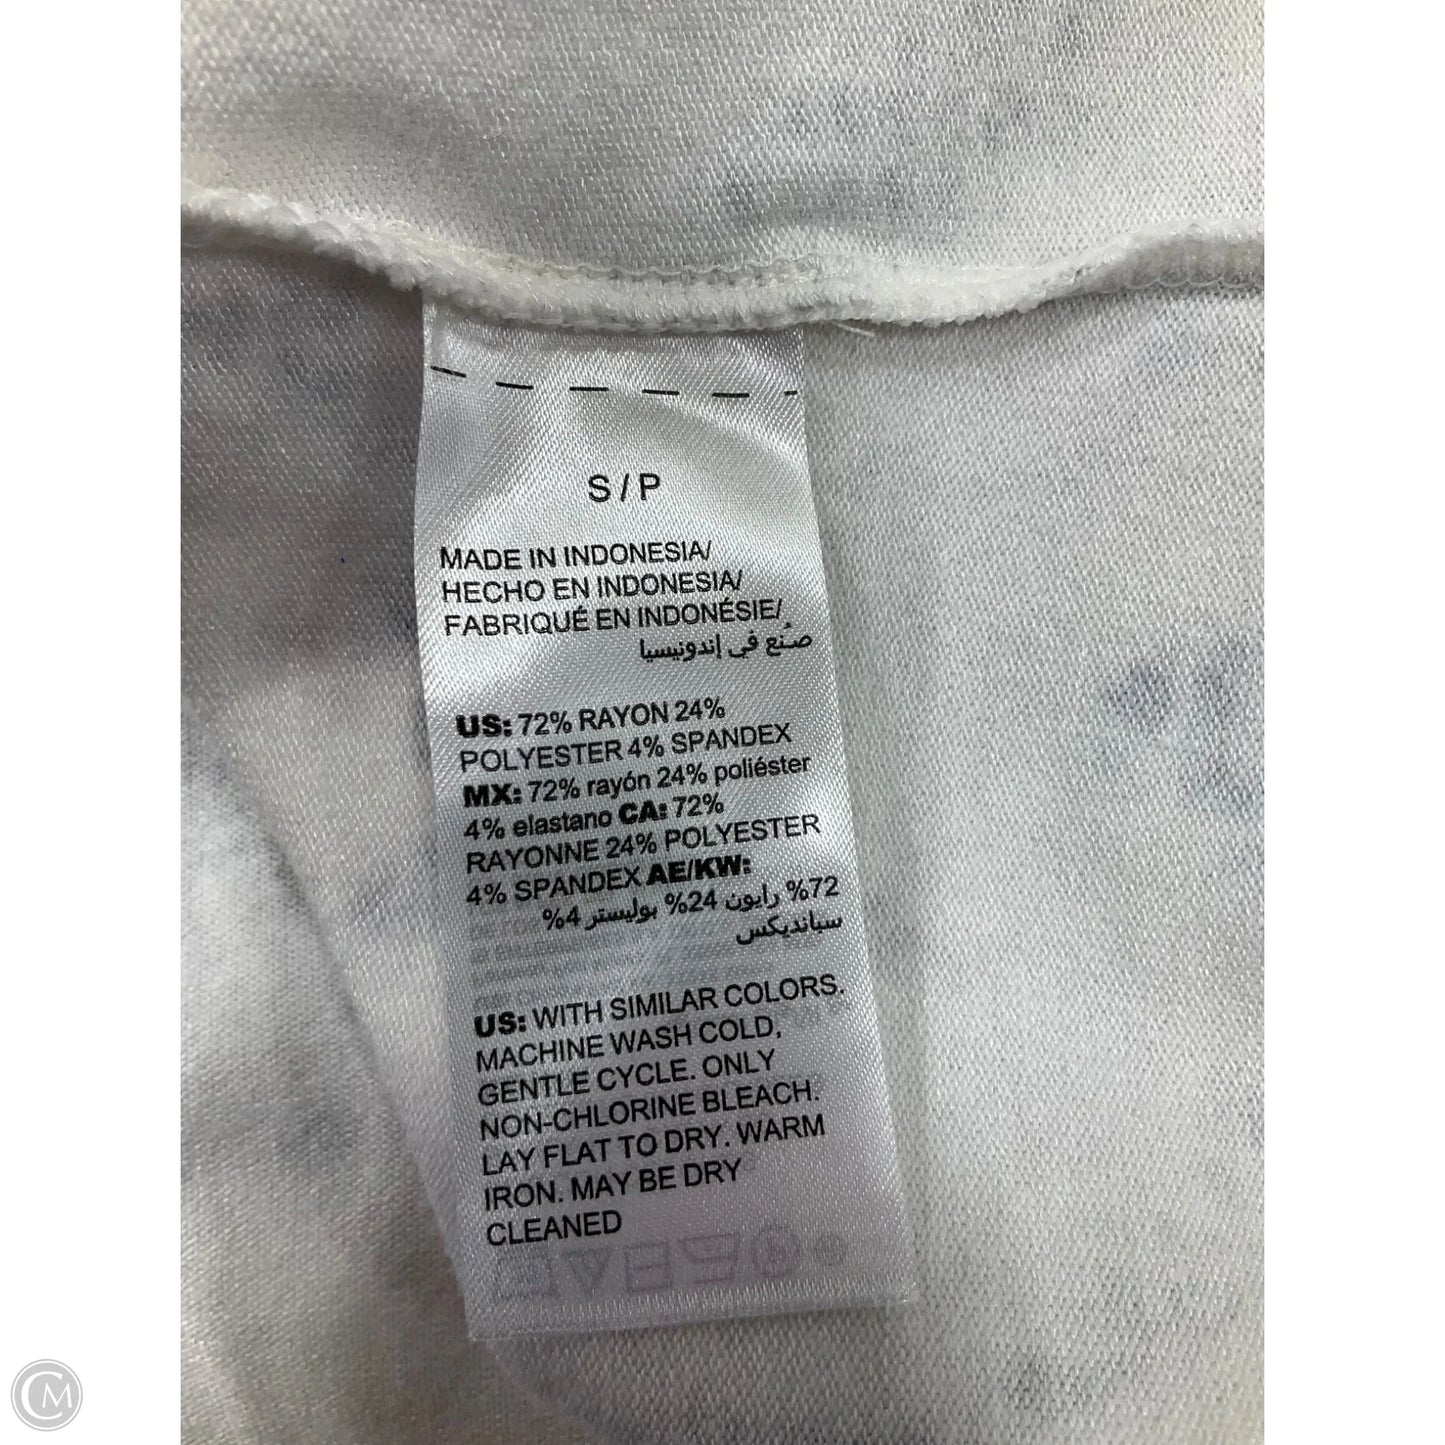 S / P
MADE IN INDONESIA/
HECHO EN INDONESIA/
FABRIQUÉ EN INDONÉSIE/
صُنع في إندونيسيا
US: 72% RAYON 24%
POLYESTER 4% SPANDEX
MX: 72% rayón 24% poliéster
4% elastano CA: 72%
RAYONNE 24% POLYESTER
4% SPANDEX AE/KW:
72% رايون 24% بوليستر 4%
سبانديكس
US: WITH SIMILAR COLORS.
MACHINE WASH COLD,
GENTLE CYCLE. ONLY
NON-CHLORINE BLEACH.
LAY FLAT TO DRY. WARM
IRON. MAY BE DRY
CLEANED
CM